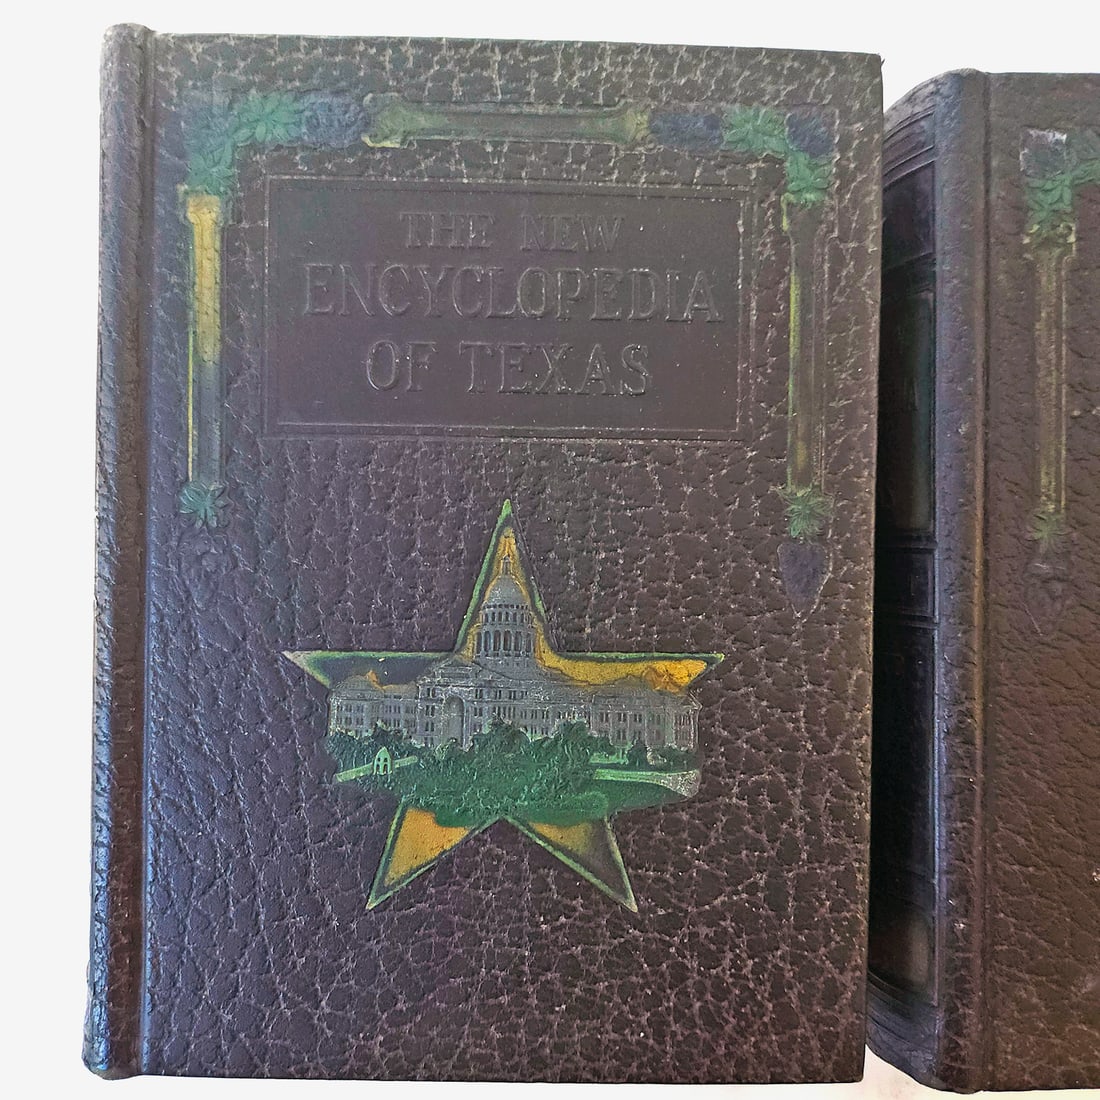 THE NEW
ENCYCLOPEDIA
OF TEXAS